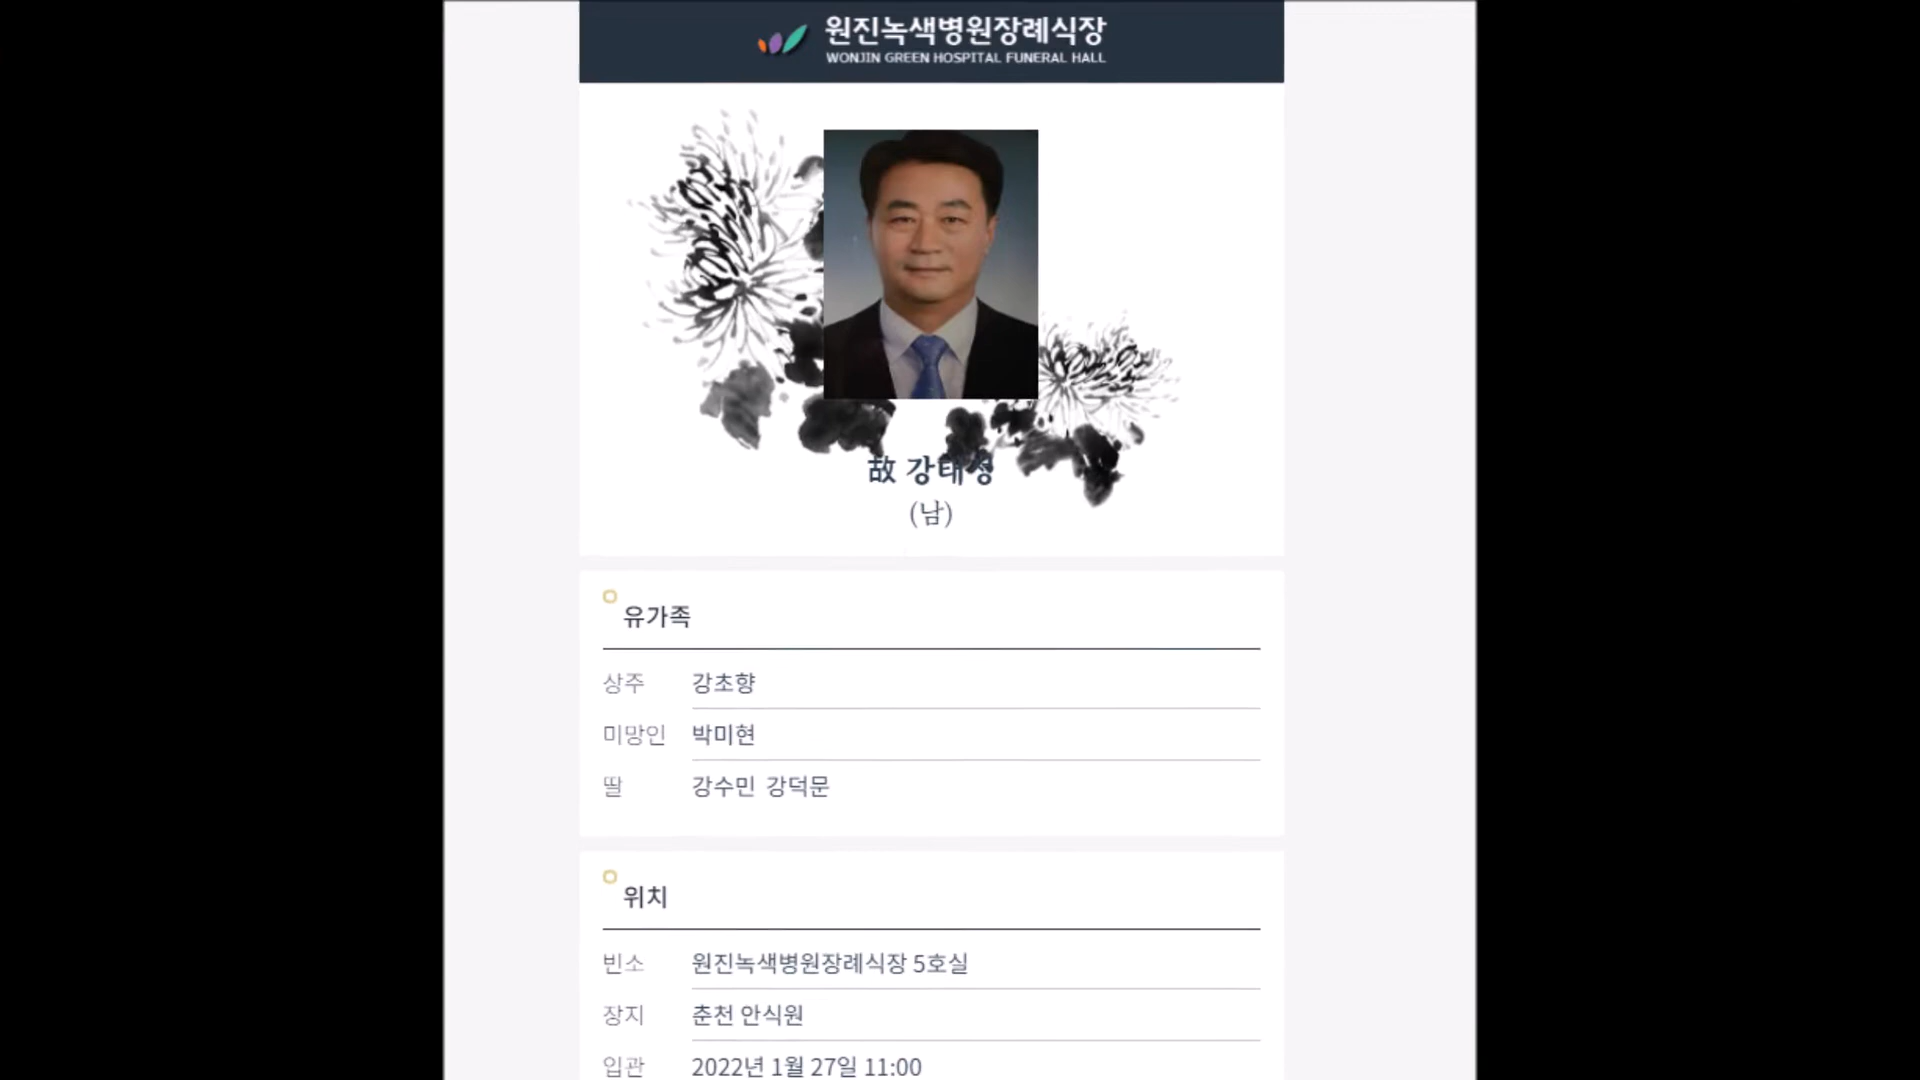 원진녹색병원장례식장
WONJIN GREEN HOSPITAL FUNERAL HALL
故 강태성
(남)
유가족
상주 강초향
미망인 박미현
딸 강수민 강덕문
위치
빈소 원진녹색병원장례식장 5호실
장지 춘천 안식원
입관 2022년 1월 27일 11:00